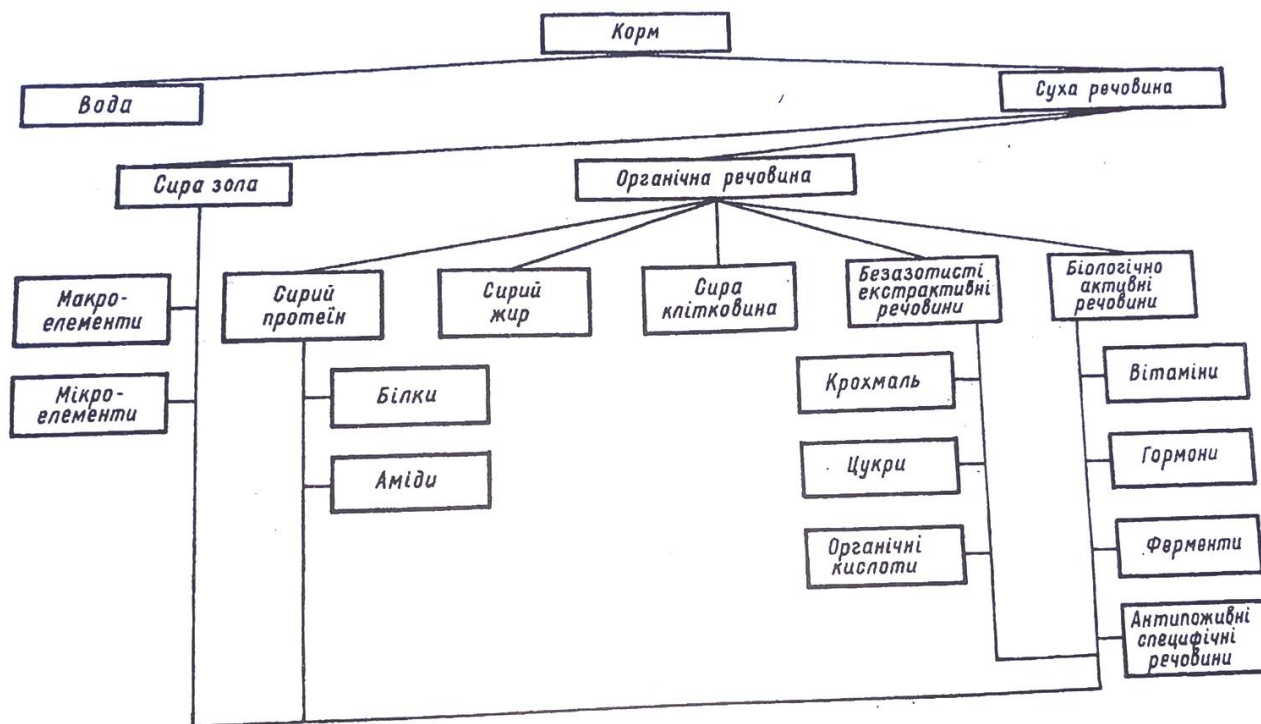 Корм
Вода
Суха речовина
Сира зола
Органічна речовина
Макро-
елементи
Мікро-
елементи
Сирий
протеїн
Білки
Аміди
Сирий
жир
Сира
клітковина
Безазотисті
екстрактивні
речовини
Крохмаль
Цукри
Органічні
кислоти
Біологічно
активні
речовини
Вітаміни
Гормони
Ферменти
Антипоживні
специфічні
речовини